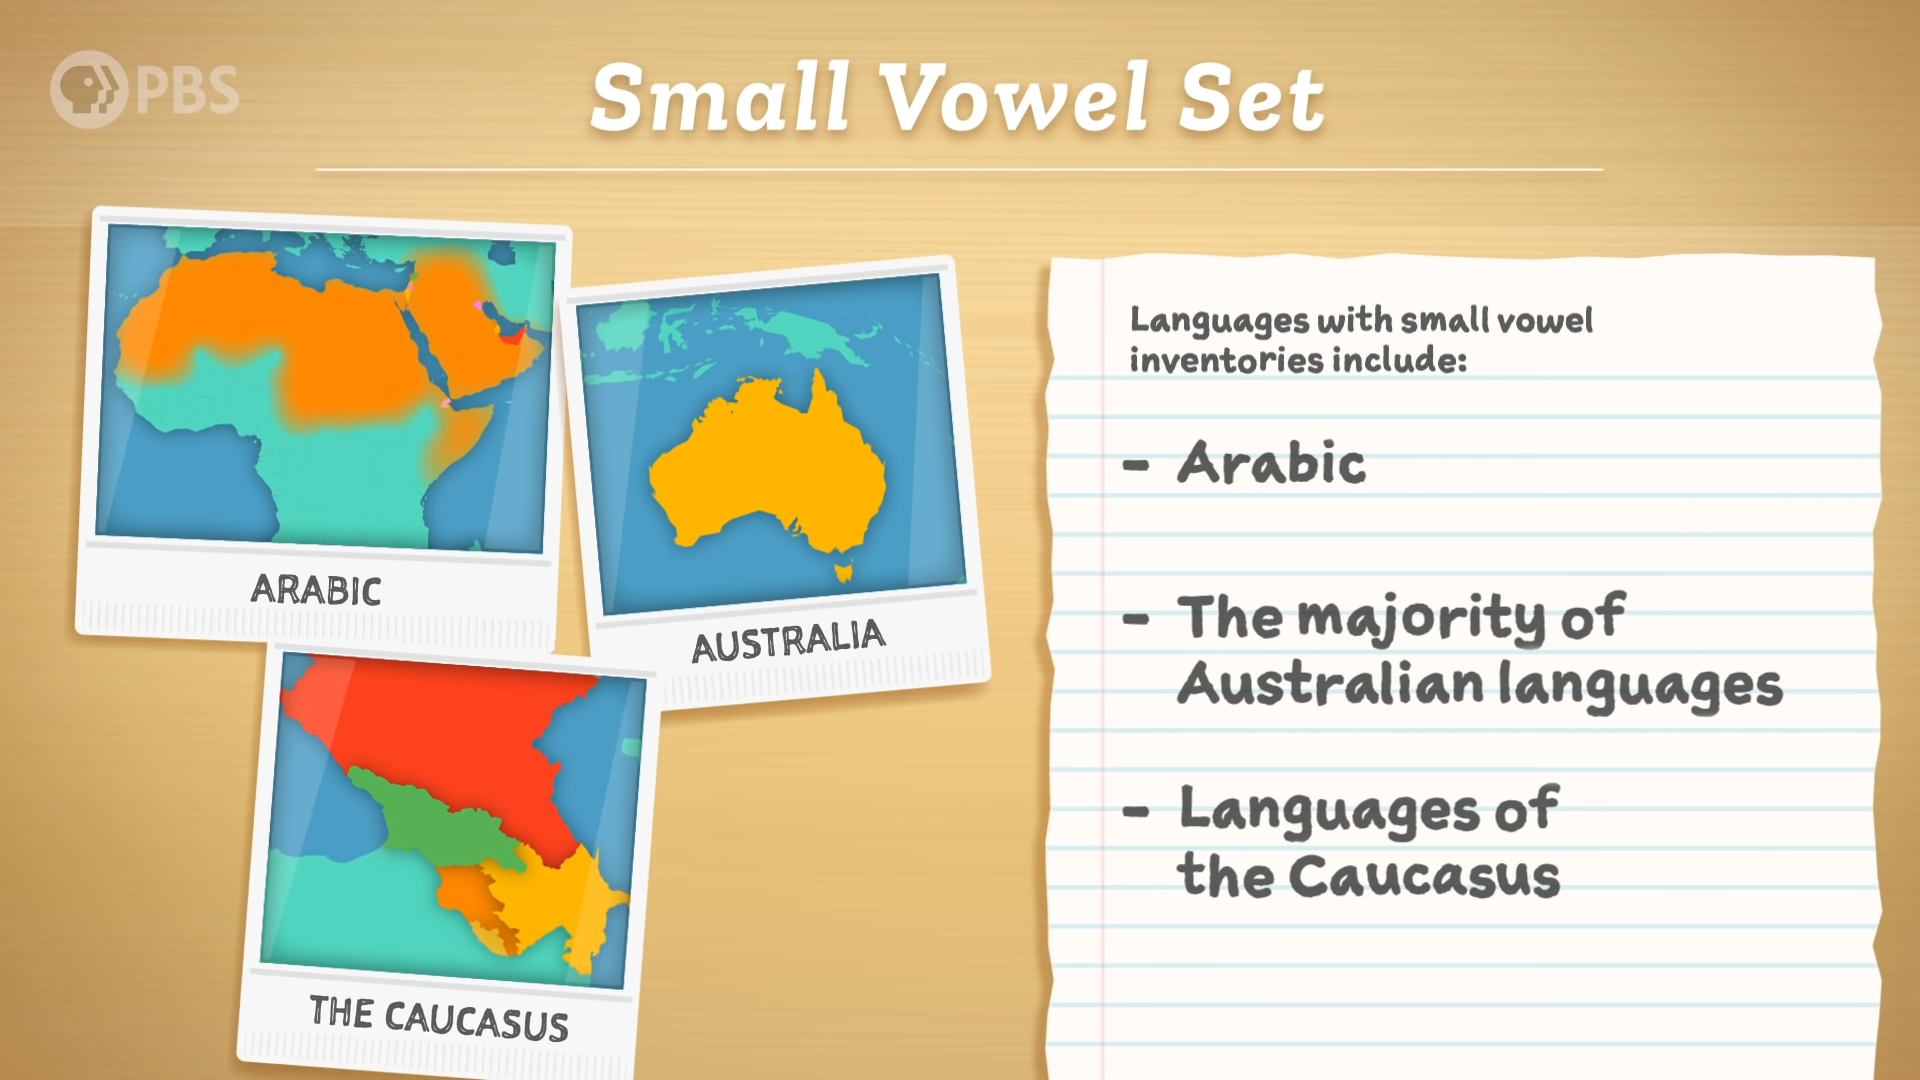 PBS
Small Vowel Set
ARABIC
AUSTRALIA
THE CAUCASUS
Languages with small vowel
inventories include:
- Arabic
- The majority of
Australian languages
- Languages of
the Caucasus